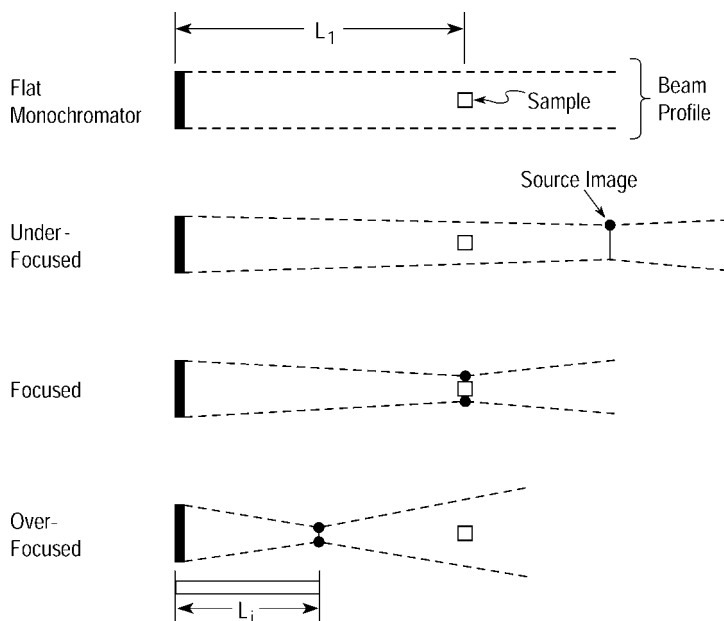 L1
Flat
Monochromator
Sample
Beam
Profile
Source Image
Under-
Focused
Focused
Over-
Focused
Li